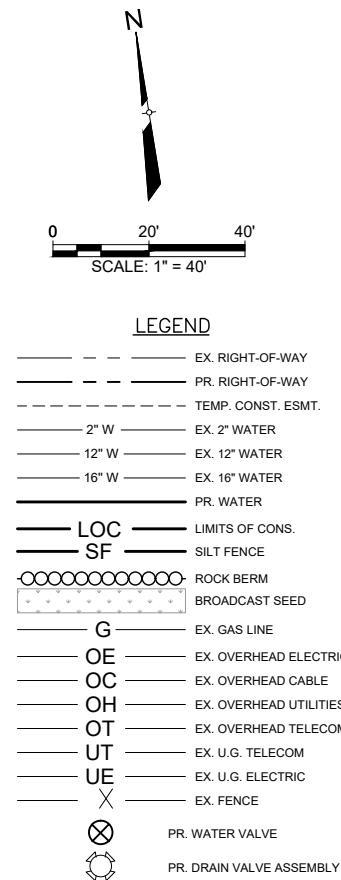 N
0 20' 40'
SCALE: 1" = 40'
LEGEND
EX. RIGHT-OF-WAY
PR. RIGHT-OF-WAY
TEMP. CONST. ESMT.
2" W EX. 2" WATER
12" W EX. 12" WATER
16" W EX. 16" WATER
PR. WATER
LOC LIMITS OF CONS.
SF SILT FENCE
ROCK BERM
BROADCAST SEED
G EX. GAS LINE
OE EX. OVERHEAD ELECTRIC
OC EX. OVERHEAD CABLE
OH EX. OVERHEAD UTILITIES
OT EX. OVERHEAD TELECOM
UT EX. U.G. TELECOM
UE EX. U.G. ELECTRIC
X EX. FENCE
PR. WATER VALVE
PR. DRAIN VALVE ASSEMBLY